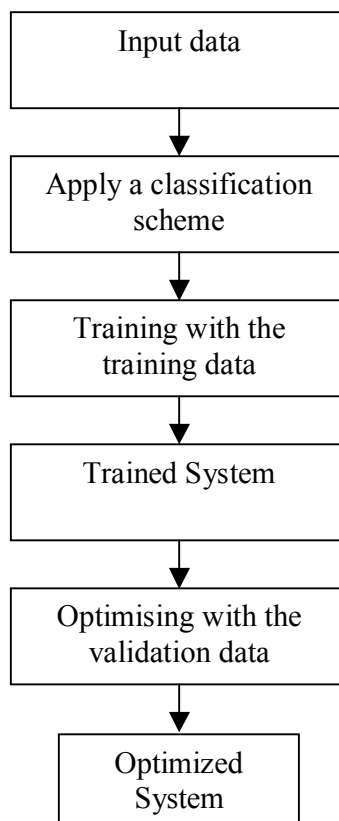 Input data
Apply a classification
scheme
Training with the
training data
Trained System
Optimising with the
validation data
Optimized
System